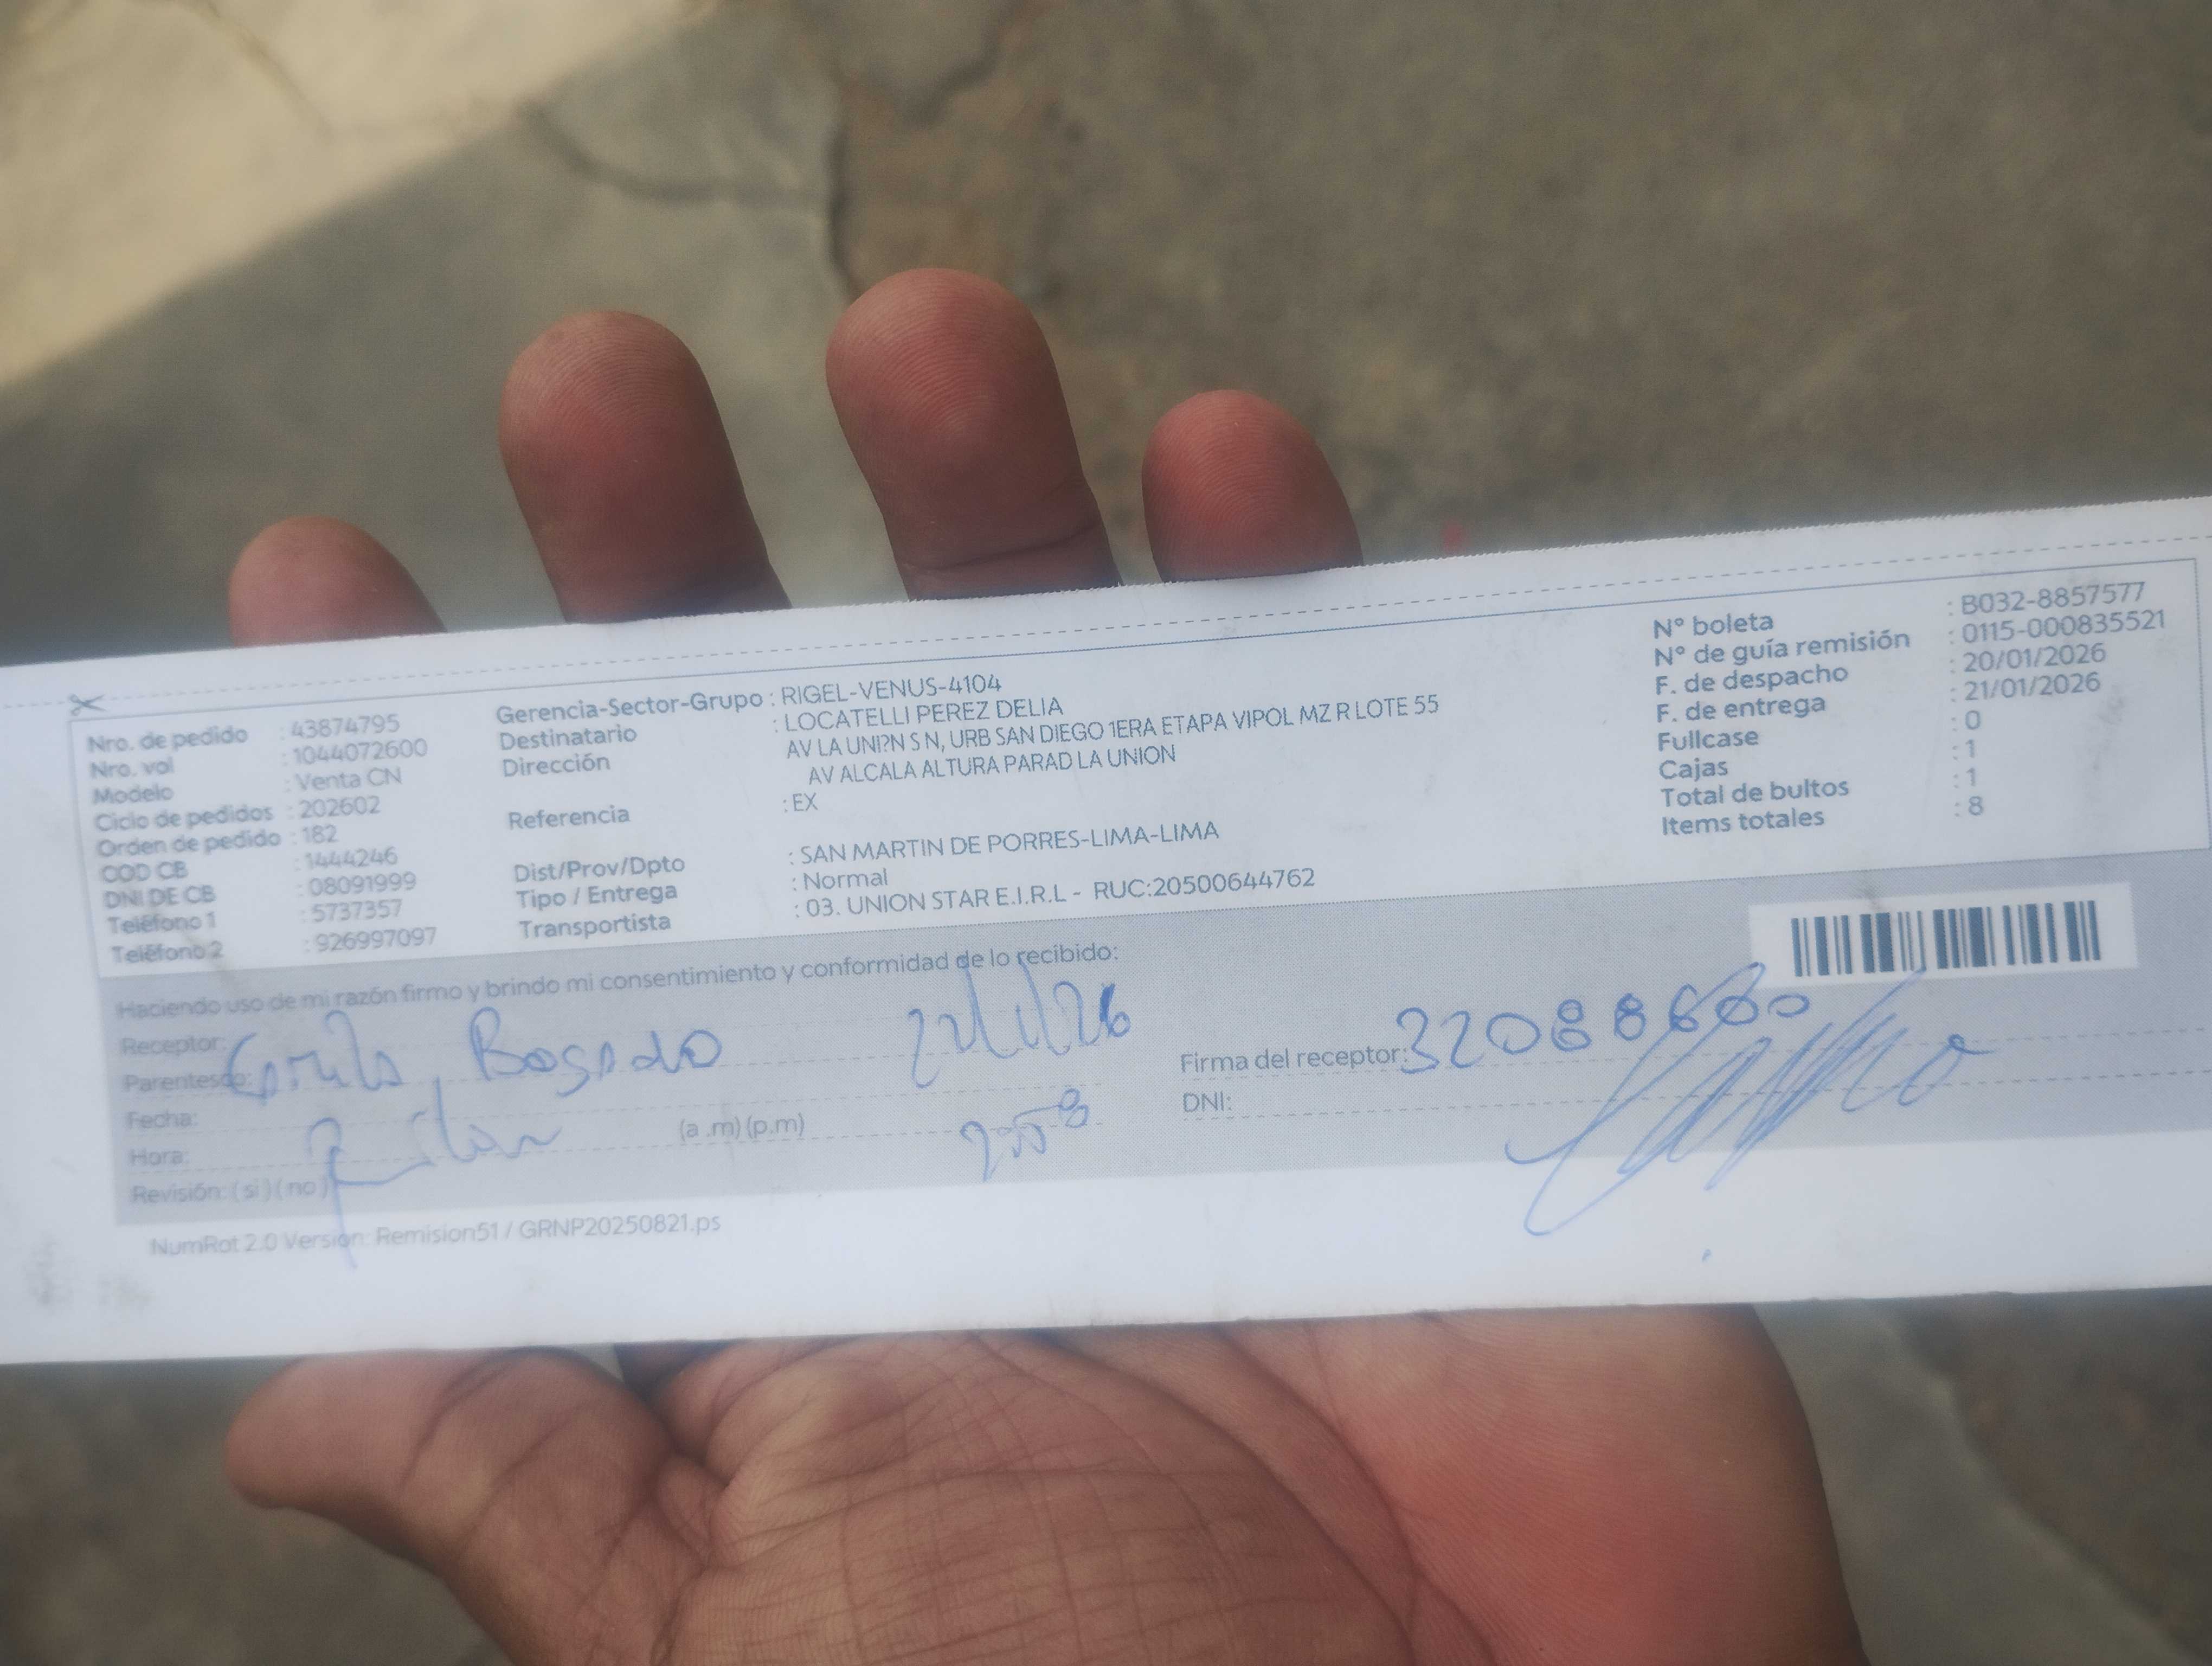 Nro. de pedido : 43874795
Nro. vol : 1044072600
Modelo : Venta CN
Ciclo de pedidos : 202602
Orden de pedido : 182
COD CB : 1444246
DNI DE CB : 08091999
Teléfono 1 : 5737357
Teléfono 2 : 926997097
Gerencia-Sector-Grupo : RIGEL-VENUS-4104
Destinatario : LOCATELLI PEREZ DELIA
Dirección AV LA UNI?N S N, URB SAN DIEGO 1ERA ETAPA VIPOL MZ R LOTE 55
AV ALCALA ALTURA PARAD LA UNION
Referencia : EX
Dist/Prov/Dpto : SAN MARTIN DE PORRES-LIMA-LIMA
Tipo / Entrega : Normal
Transportista : 03. UNION STAR E.I.R.L - RUC:20500644762
N° boleta : B032-8857577
N° de guía remisión : 0115-000835521
F. de despacho : 20/01/2026
F. de entrega : 21/01/2026
Fullcase : 0
Cajas : 1
Total de bultos : 1
Items totales : 8
Haciendo uso de mi razón firmo y brindo mi consentimiento y conformidad de lo recibido:
Receptor:
Parentesco:
Fecha:
Hora: (a .m) (p.m)
Revisión: ( si ) ( no )
Firma del receptor:
DNI:
NumRot 2.0 Version: Remision51 / GRNP20250821.ps